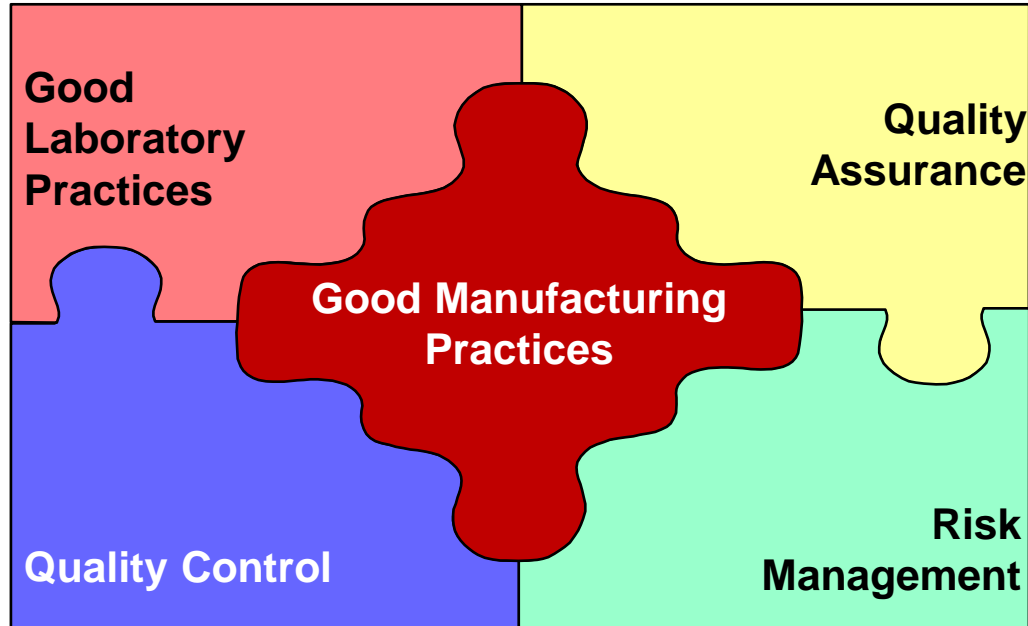 Good
Laboratory
Practices
Quality
Assurance
Good Manufacturing
Practices
Quality Control
Risk
Management